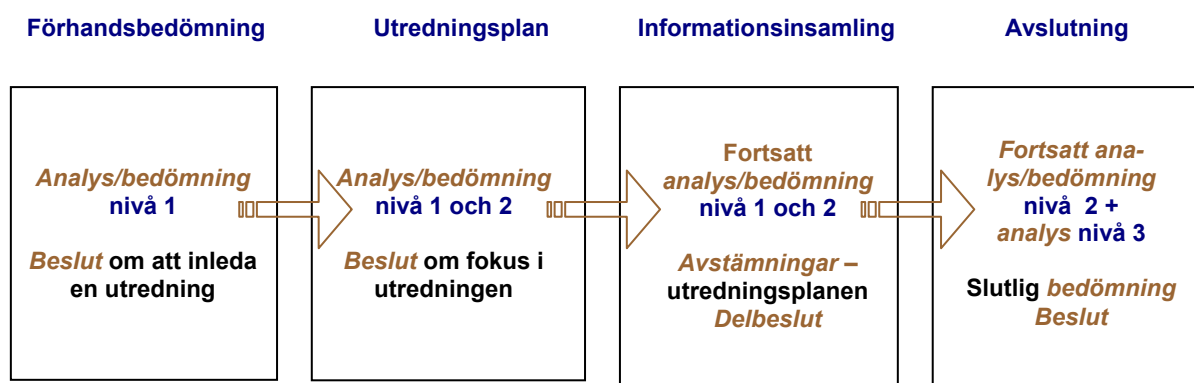 Förhandsbedömning
Utredningsplan
Informationsinsamling
Avslutning
Analys/bedömning
nivå 1
Beslut om att inleda
en utredning
Analys/bedömning
nivå 1 och 2
Beslut om fokus i
utredningen
Fortsatt
analys/bedömning
nivå 1 och 2
Avstämningar –
utredningsplanen
Delbeslut
Fortsatt ana-
lys/bedömning
nivå 2 +
analys nivå 3
Slutlig bedömning
Beslut